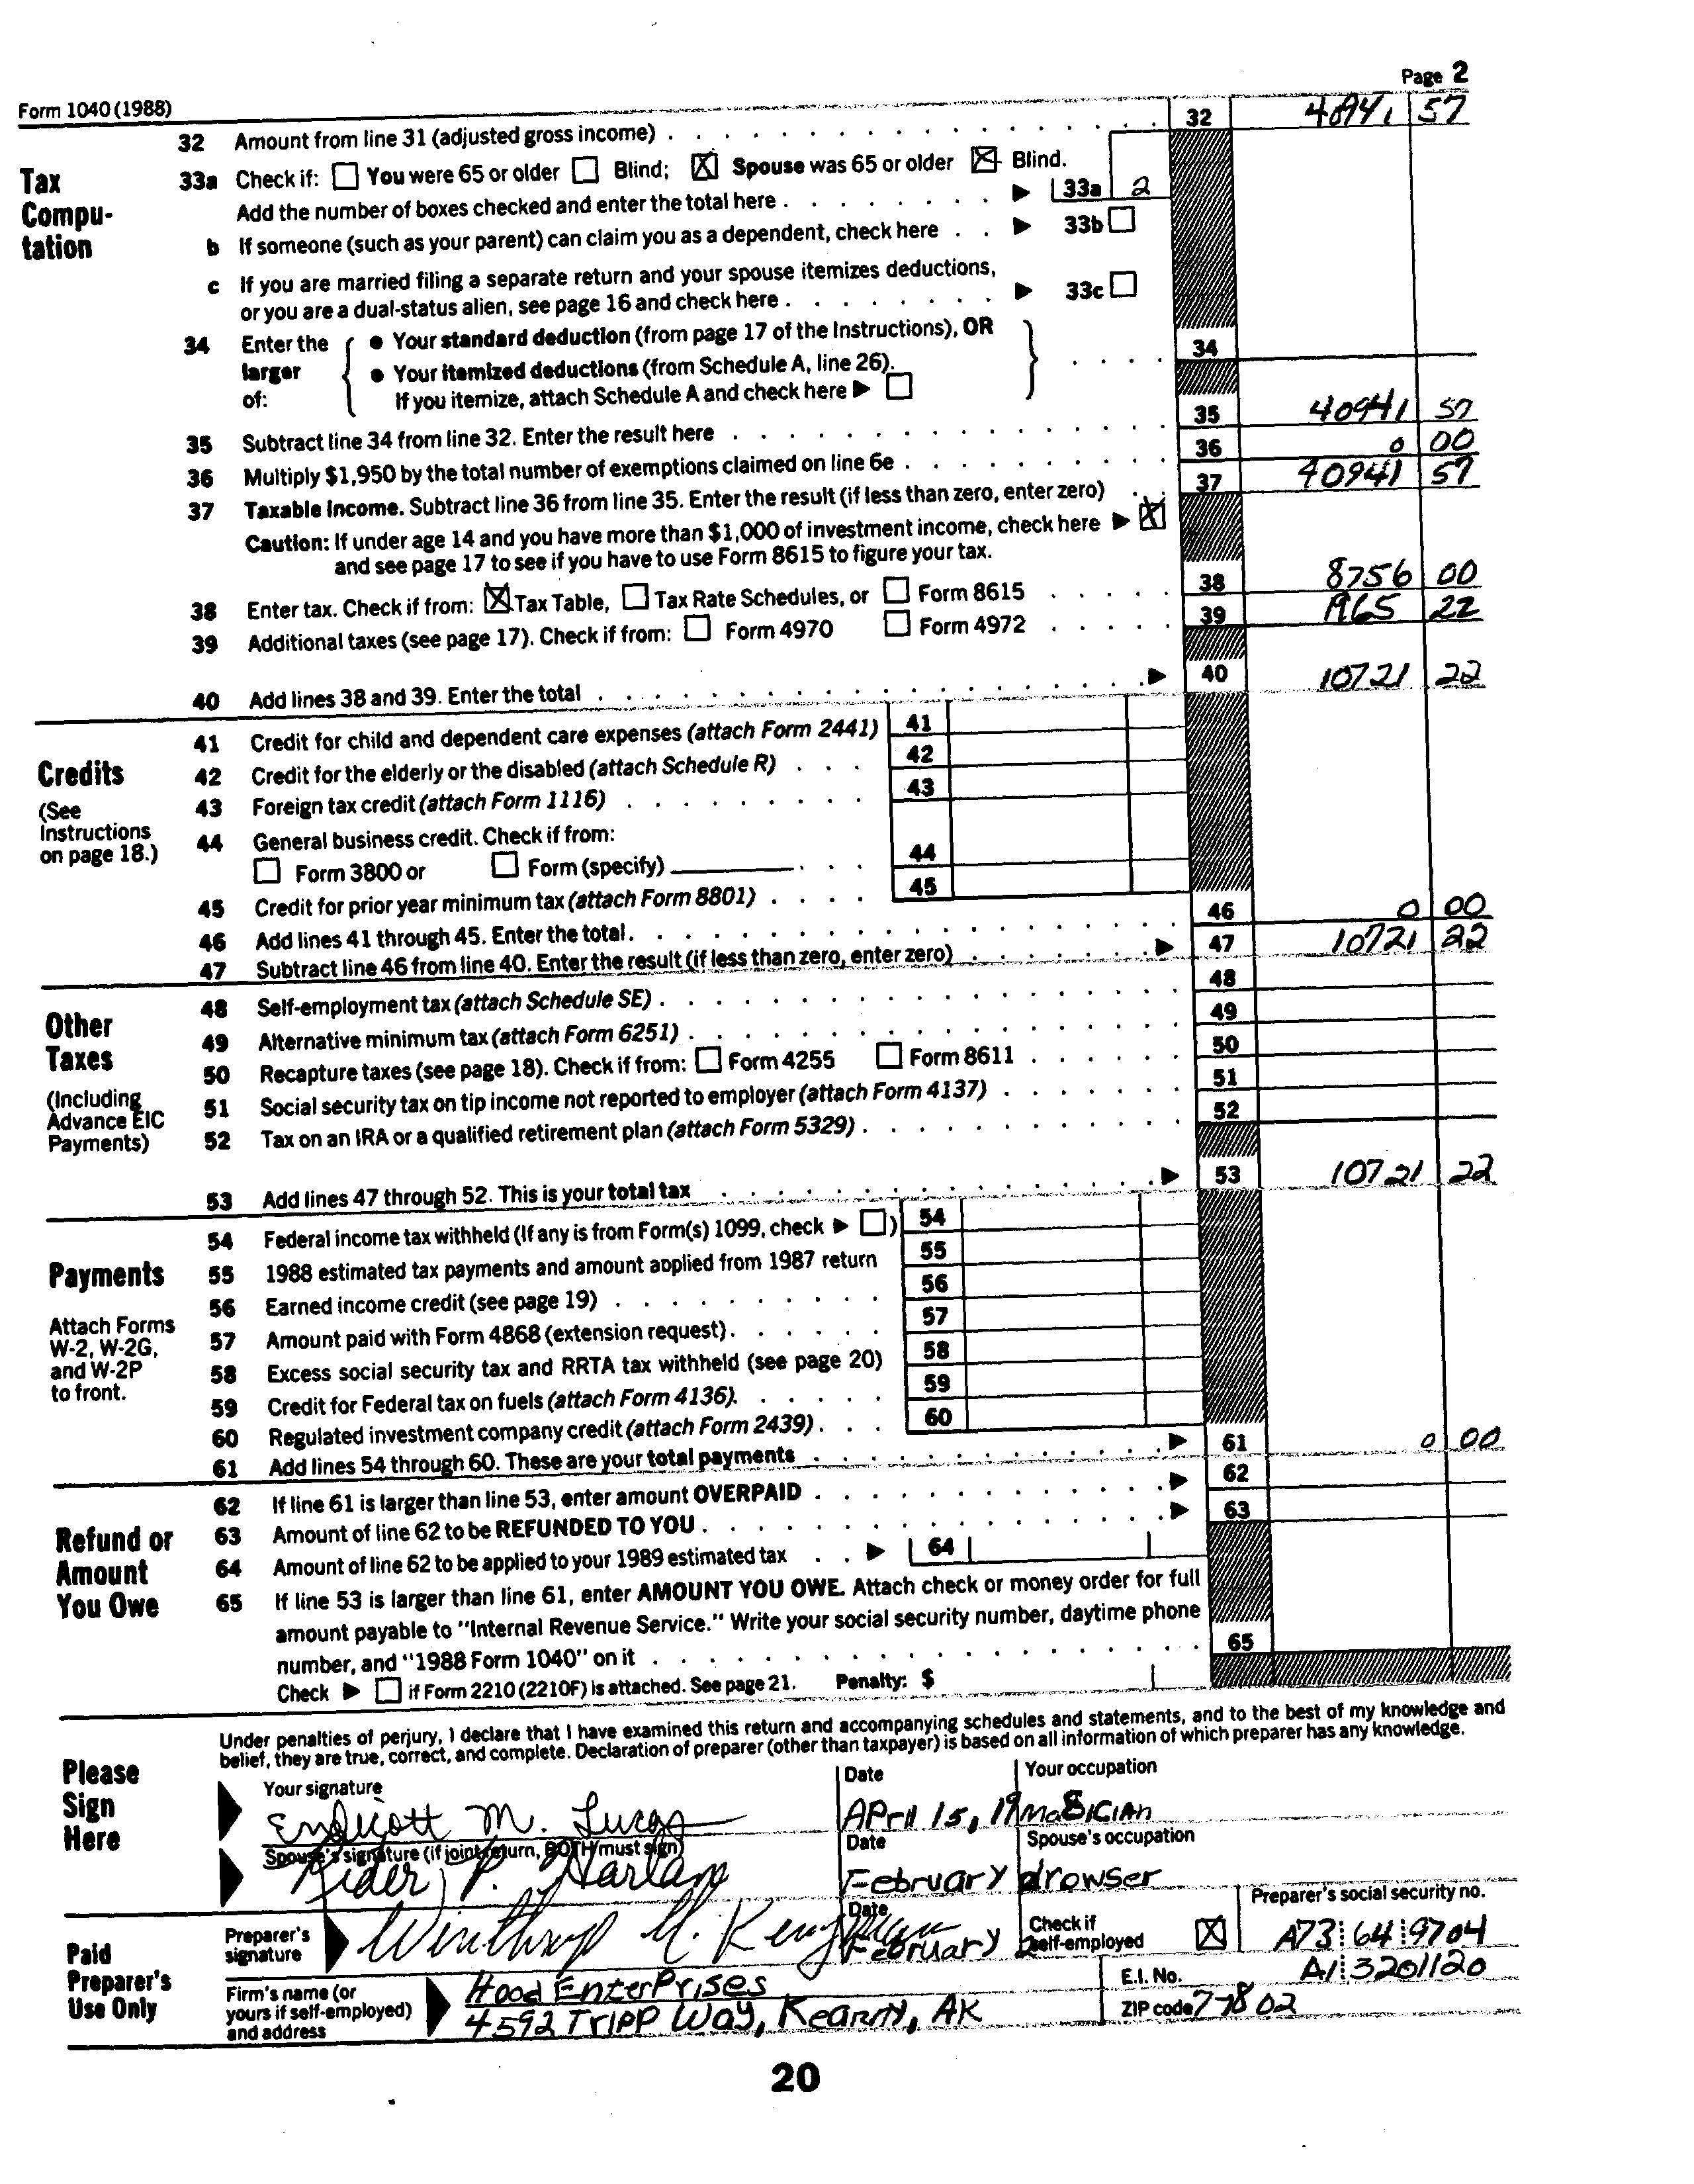 Page 2
Form 1040 (1988)
32 Amount from line 31 (adjusted gross income) 32 57
Tax Compu- tation
33a Check if: You were 65 or older Blind; Spouse was 65 or older Blind.
Add the number of boxes checked and enter the total here 33a 2
b If someone (such as your parent) can claim you as a dependent, check here 33b
c If you are married filing a separate return and your spouse itemizes deductions,
or you are a dual-status alien, see page 16 and check here 33c
34 Enter the larger of: • Your standard deduction (from page 17 of the Instructions), OR 34
• Your itemized deductions (from Schedule A, line 26).
If you itemize, attach Schedule A and check here
35 Subtract line 34 from line 32. Enter the result here 35 40941 57
36 Multiply $1,950 by the total number of exemptions claimed on line 6e 36 0 00
37 Taxable income. Subtract line 36 from line 35. Enter the result (if less than zero, enter zero) 37 40941 57
Caution: If under age 14 and you have more than $1,000 of investment income, check here
and see page 17 to see if you have to use Form 8615 to figure your tax.
38 Enter tax. Check if from: Tax Table, Tax Rate Schedules, or Form 8615 38 8756 00
39 Additional taxes (see page 17). Check if from: Form 4970 Form 4972 39 1965 22
40 Add lines 38 and 39. Enter the total 40 10721 22
Credits
(See Instructions on page 18.)
41 Credit for child and dependent care expenses (attach Form 2441) 41
42 Credit for the elderly or the disabled (attach Schedule R) 42
43 Foreign tax credit (attach Form 1116) 43
44 General business credit. Check if from:
Form 3800 or Form (specify) 44
45 Credit for prior year minimum tax (attach Form 8801) 45
46 Add lines 41 through 45. Enter the total. 46 0 00
47 Subtract line 46 from line 40. Enter the result (if less than zero, enter zero) 47 10721 22
Other Taxes
(Including Advance EIC Payments)
48 Self-employment tax (attach Schedule SE) 48
49 Alternative minimum tax (attach Form 6251) 49
50 Recapture taxes (see page 18). Check if from: Form 4255 Form 8611 50
51 Social security tax on tip income not reported to employer (attach Form 4137) 51
52 Tax on an IRA or a qualified retirement plan (attach Form 5329) 52
53 Add lines 47 through 52. This is your total tax 53 10721 22
Payments
Attach Forms W-2, W-2G, and W-2P to front.
54 Federal income tax withheld (If any is from Form(s) 1099, check ) 54
55 1988 estimated tax payments and amount applied from 1987 return 55
56 Earned income credit (see page 19) 56
57 Amount paid with Form 4868 (extension request) 57
58 Excess social security tax and RRTA tax withheld (see page 20) 58
59 Credit for Federal tax on fuels (attach Form 4136). 59
60 Regulated investment company credit (attach Form 2439) 60
61 Add lines 54 through 60. These are your total payments 61 0 00
Refund or Amount You Owe
62 If line 61 is larger than line 53, enter amount OVERPAID 62
63 Amount of line 62 to be REFUNDED TO YOU 63
64 Amount of line 62 to be applied to your 1989 estimated tax 64
65 If line 53 is larger than line 61, enter AMOUNT YOU OWE. Attach check or money order for full
amount payable to "Internal Revenue Service." Write your social security number, daytime phone
number, and "1988 Form 1040" on it 65
Check if Form 2210 (2210F) is attached. See page 21. Penalty: $
Please Sign Here
Under penalties of perjury, I declare that I have examined this return and accompanying schedules and statements, and to the best of my knowledge and
belief, they are true, correct, and complete. Declaration of preparer (other than taxpayer) is based on all information of which preparer has any knowledge.
Your signature Date Your occupation
Endicott M. Lucas April 15, 19
Spouse's signature (if joint return, BOTH must sign) Date Spouse's occupation
Rider P. Harlan February drowser
Paid Preparer's Use Only
Preparer's signature Date Check if self-employed Preparer's social security no.
Winthrop February 2 A73 64 9704
Firm's name (or yours if self-employed) and address E.I. No. A1 3201120
Hood EnterPrises
4592 Tripp Way, Kearny, AK ZIP code 77802
20